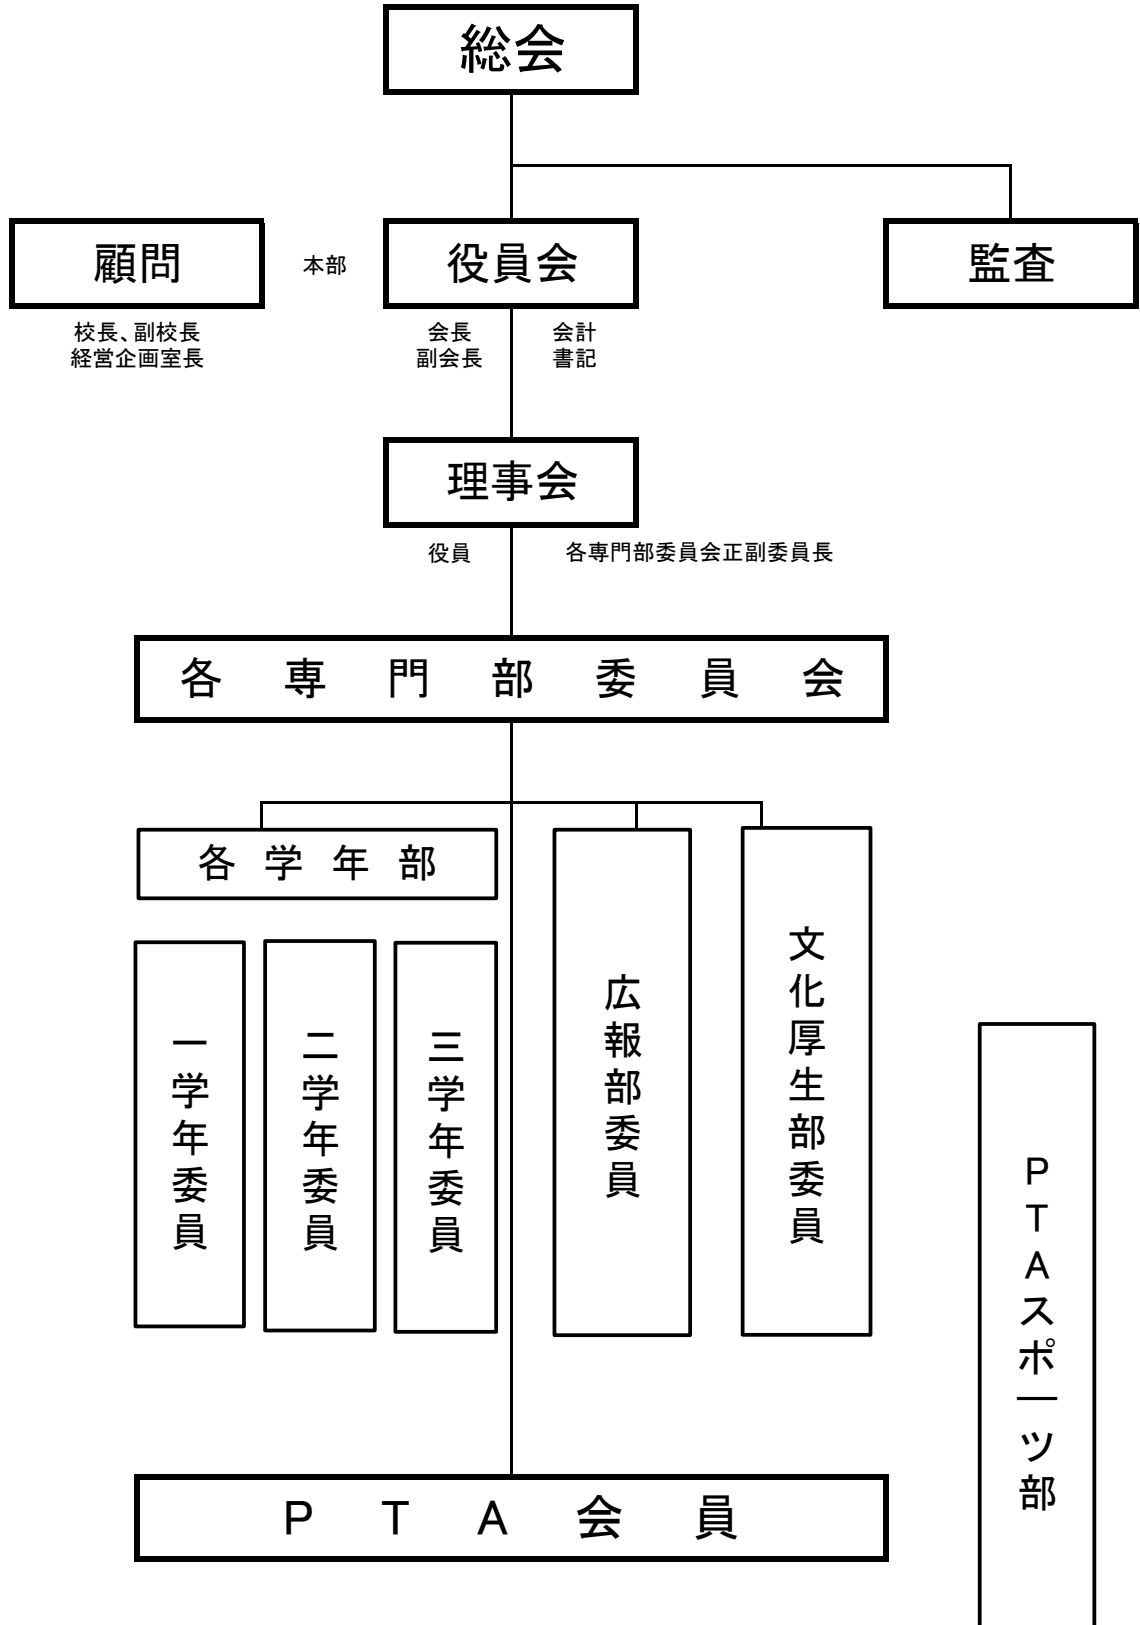 総会
顧問
本部
役員会
監査
校長、副校長
経営企画室長
会長
副会長
会計
書記
理事会
役員
各専門部委員会正副委員長
各専門部委員会
各学年部
一学年委員
二学年委員
三学年委員
広報部委員
文化厚生部委員
PTAスポーツ部
PTA会員